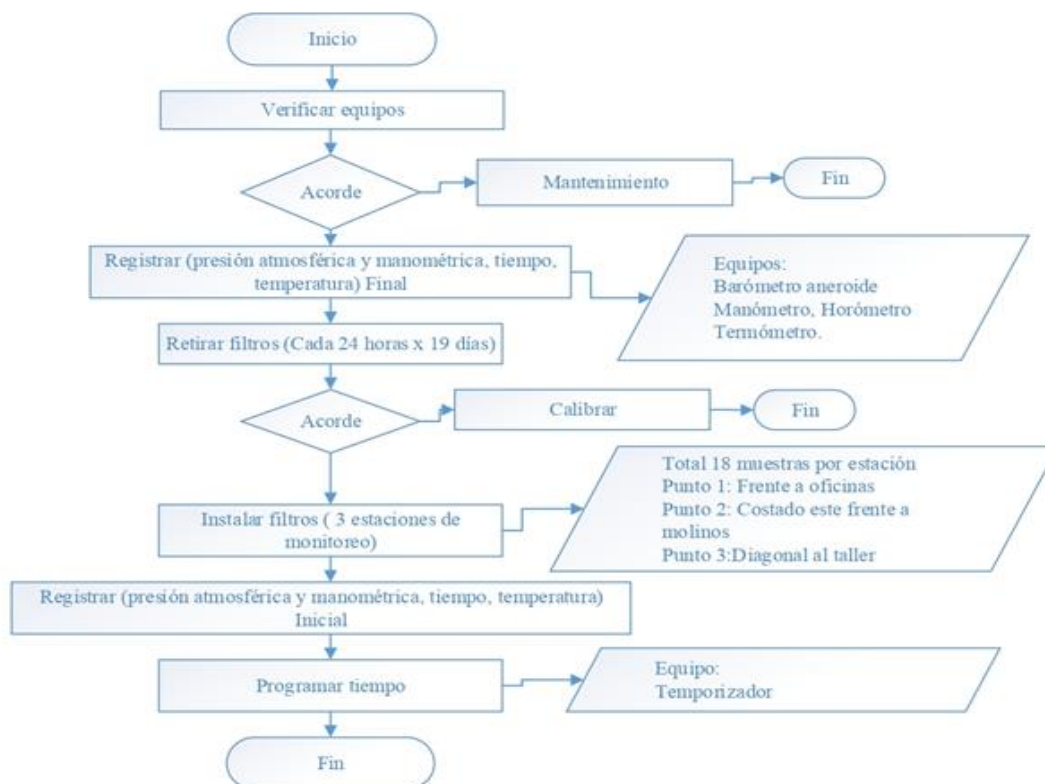 Inicio
Verificar equipos
Acorde
Mantenimiento
Fin
Registrar (presión atmosférica y manométrica, tiempo,
temperatura) Final
Equipos:
Barómetro aneroide
Manómetro, Horómetro
Termómetro.
Retirar filtros (Cada 24 horas x 19 días)
Acorde
Calibrar
Fin
Instalar filtros ( 3 estaciones de
monitoreo)
Total 18 muestras por estación
Punto 1: Frente a oficinas
Punto 2: Costado este frente a
molinos
Punto 3:Diagonal al taller
Registrar (presión atmosférica y manométrica, tiempo, temperatura)
Inicial
Programar tiempo
Equipo:
Temporizador
Fin